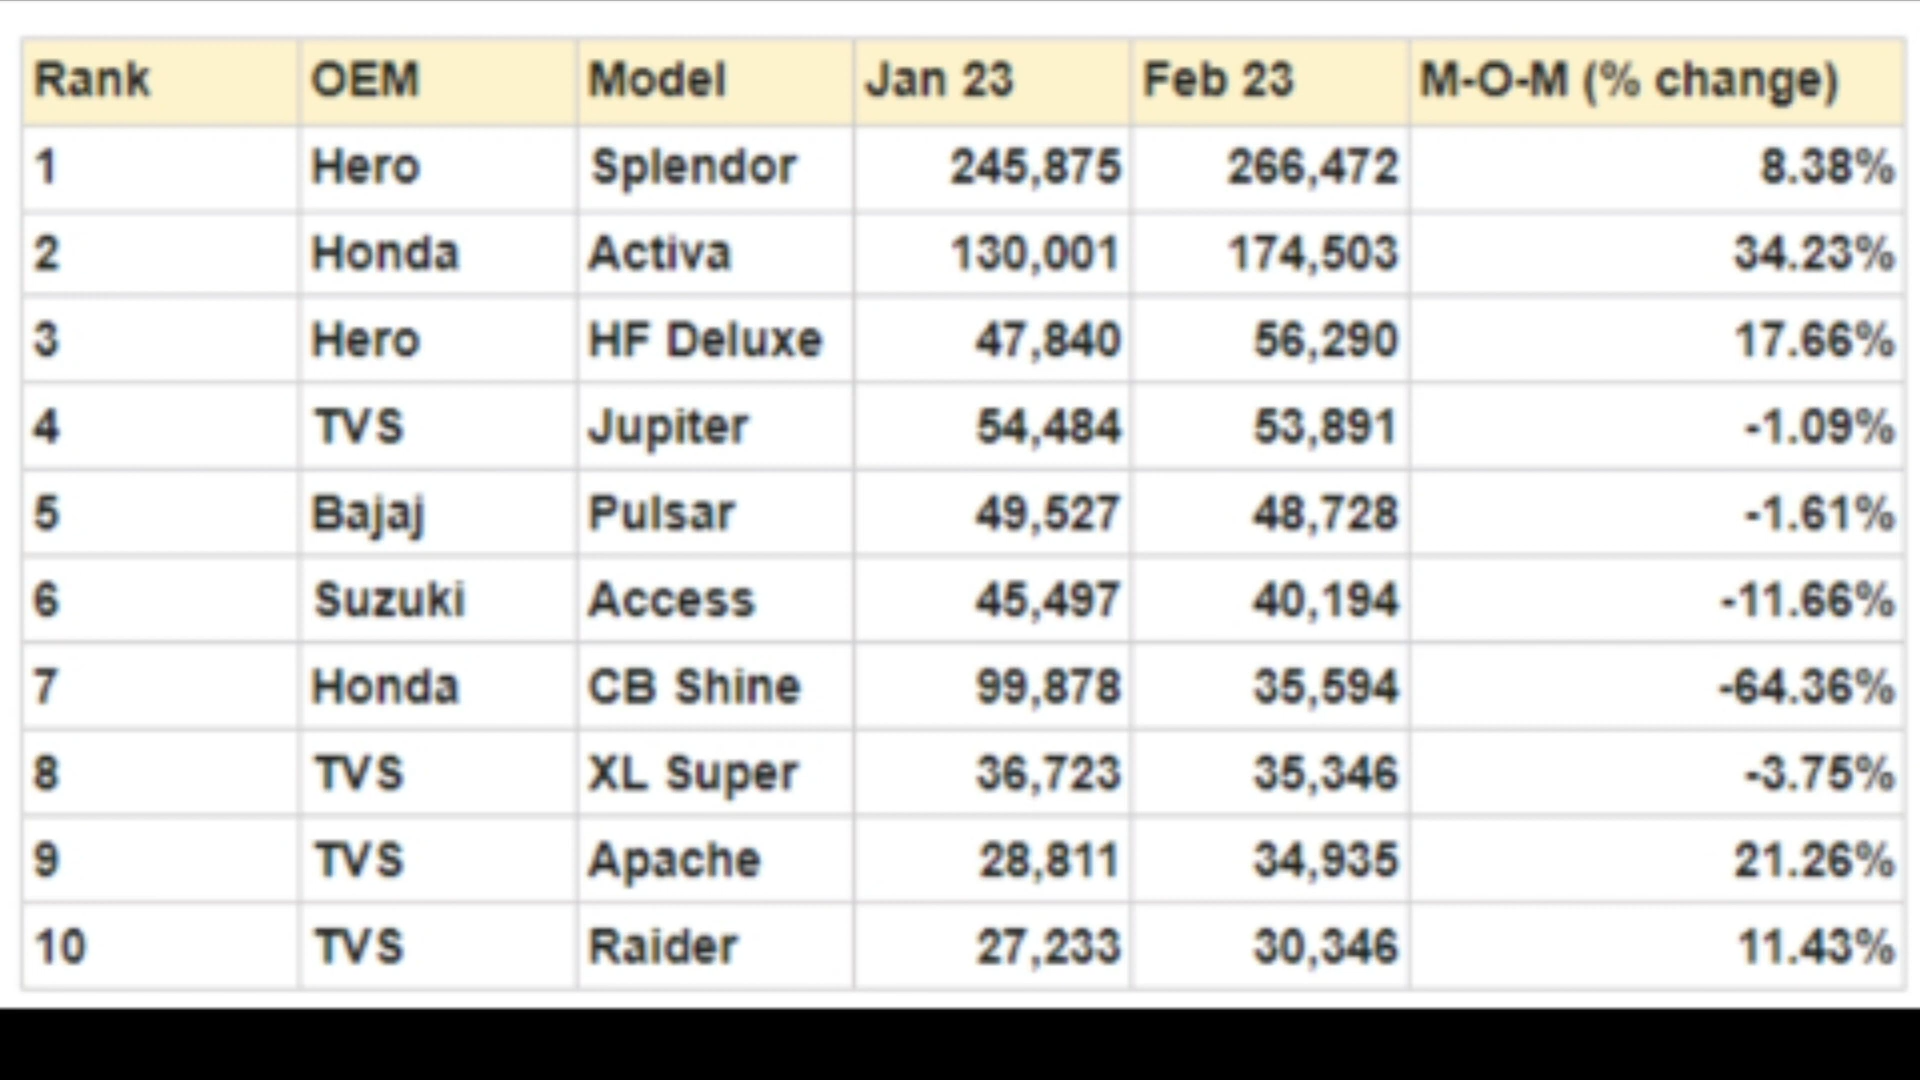 Rank OEM Model Jan 23 Feb 23 M-O-M (% change)
1 Hero Splendor 245,875 266,472 8.38%
2 Honda Activa 130,001 174,503 34.23%
3 Hero HF Deluxe 47,840 56,290 17.66%
4 TVS Jupiter 54,484 53,891 -1.09%
5 Bajaj Pulsar 49,527 48,728 -1.61%
6 Suzuki Access 45,497 40,194 -11.66%
7 Honda CB Shine 99,878 35,594 -64.36%
8 TVS XL Super 36,723 35,346 -3.75%
9 TVS Apache 28,811 34,935 21.26%
10 TVS Raider 27,233 30,346 11.43%